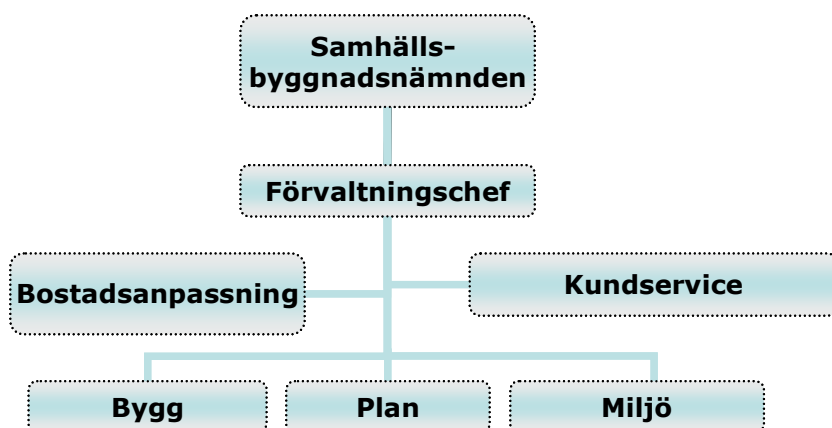 Samhälls-
byggnadsnämnden
Förvaltningschef
Bostadsanpassning
Kundservice
Bygg
Plan
Miljö